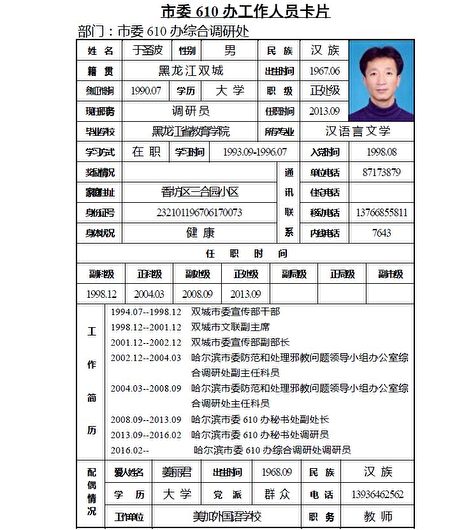 市委 610 办工作人员卡片
部门：市委 610 办综合调研处
姓 名 于圣波 性别 男 民 族 汉 族
籍 贯 黑龙江双城 出生时间 1967.06
参加工作时间 1990.07 学历 大 学 职 级 正处级
现任职务 调研员 任职时间 2013.09
毕业学校 黑龙江省教育学院 所学专业 汉语言文学
学习方式 在 职 学习时间 1993.09-1996.07 入党时间 1998.08
奖惩情况 通讯联系 单位电话 87173879
家庭住址 香坊区三合园小区 住宅电话
身份证号 232101196706170073 移动电话 13766855811
身体状况 健 康 内线电话 7643
任 职 时 间
副科级 正科级 副处级 正处级 副局级 正局级 副市级
1998.12 2004.03 2008.09 2013.09
工作简历
1994.07--1998.12 双城市委宣传部干部
1998.12--2001.12 双城市文联副主席
2001.12--2002.12 双城市委宣传部副部长
2002.12--2004.03 哈尔滨市委防范和处理邪教问题领导小组办公室综
合调研处副主任科员
2004.03--2008.09 哈尔滨市委防范和处理邪教问题领导小组办公室综
合调研处主任科员
2008.09--2013.09 哈尔滨市委 610 办秘书处副处长
2013.09--2016.02 哈尔滨市委 610 办秘书处调研员
2016.02-- 哈尔滨市委 610 办综合调研处调研员
配偶情况
爱人姓名 姜丽君 出生时间 1968.09 民 族 汉 族
学 历 大 学 党 派 群 众 电 话 13936462562
工作单位 美加外国语学校 职 务 教 师